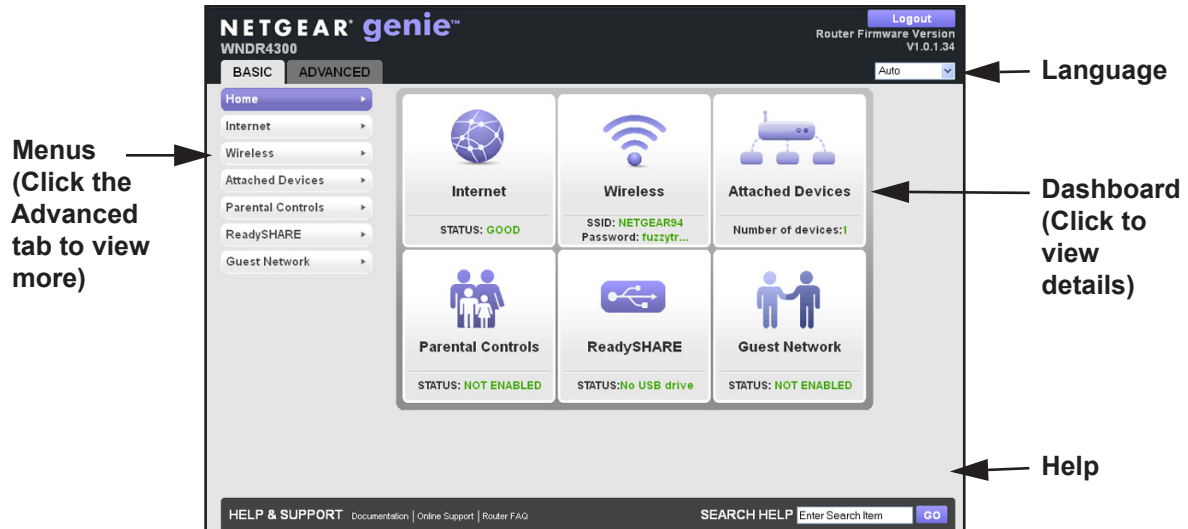 NETGEAR® genie™
WNDR4300
Logout
Router Firmware Version
V1.0.1.34
BASIC
ADVANCED
Auto
Language
Menus
(Click the
Advanced
tab to view
more)
Home
Internet
Wireless
Attached Devices
Parental Controls
ReadySHARE
Guest Network
Internet
STATUS: GOOD
Wireless
SSID: NETGEAR94
Password: fuzzytr...
Attached Devices
Number of devices:1
Parental Controls
STATUS: NOT ENABLED
ReadySHARE
STATUS:No USB drive
Guest Network
STATUS: NOT ENABLED
Dashboard
(Click to
view
details)
Help
HELP & SUPPORT Documentation | Online Support | Router FAQ
SEARCH HELP Enter Search Item GO